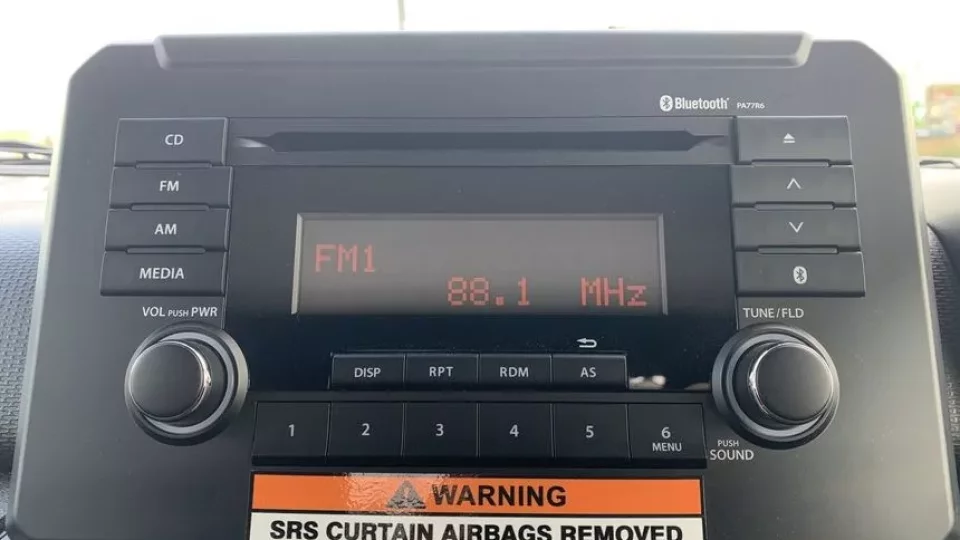 Bluetooth® PA77R6
CD
FM
AM
MEDIA
FM1
88.1 MHz
VOL PUSH PWR
TUNE/FLD
DISP RPT RDM AS
1 2 3 4 5 6
MENU
PUSH
SOUND
WARNING
SRS CURTAIN AIRBAGS REMOVED